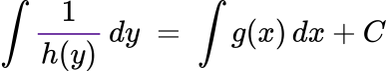 ∫ 1/h(y) dy = ∫ g(x) dx + C